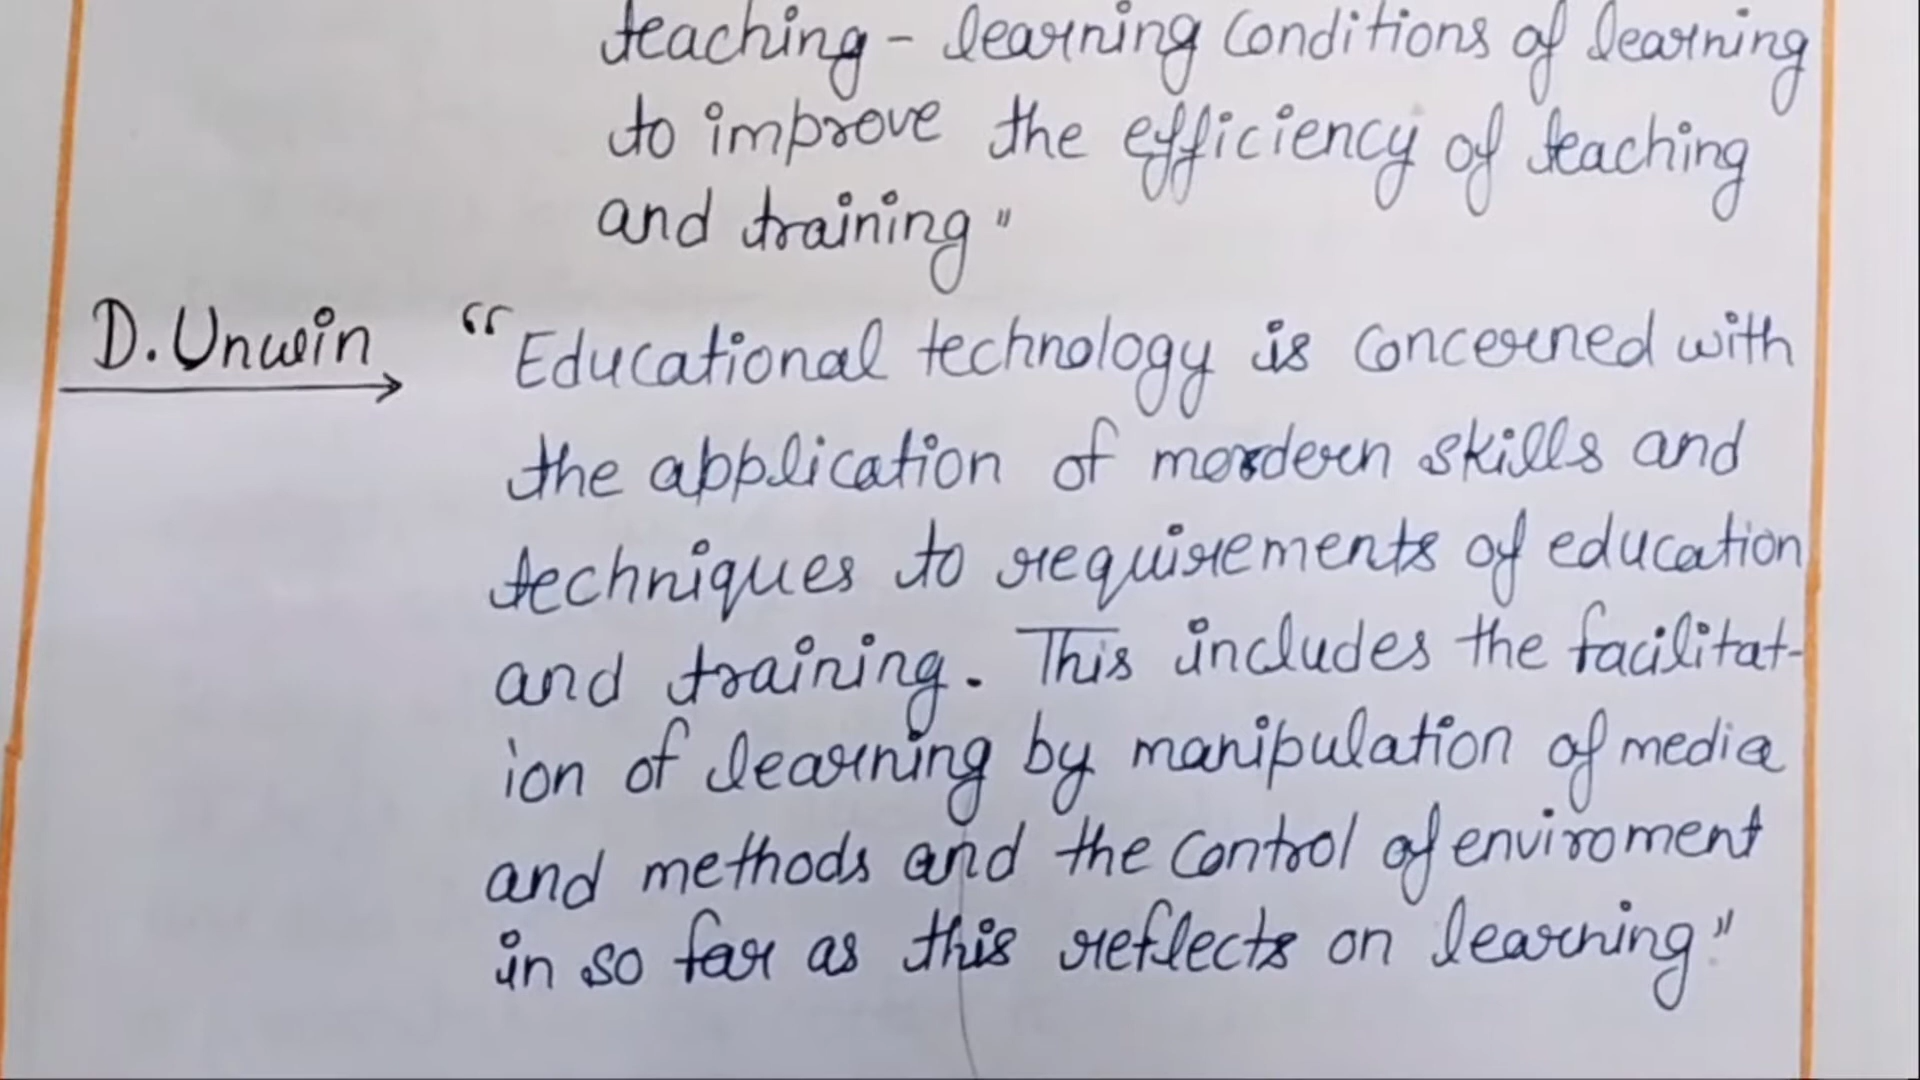 teaching - learning conditions of learning
to improve the efficiency of teaching
and training"
D. Unwin
"Educational technology is concerned with
the application of mordern skills and
techniques to requirements of education
and training. This includes the facilitat-
ion of learning by manipulation of media
and methods and the control of enviroment
in so far as this reflects on learning"